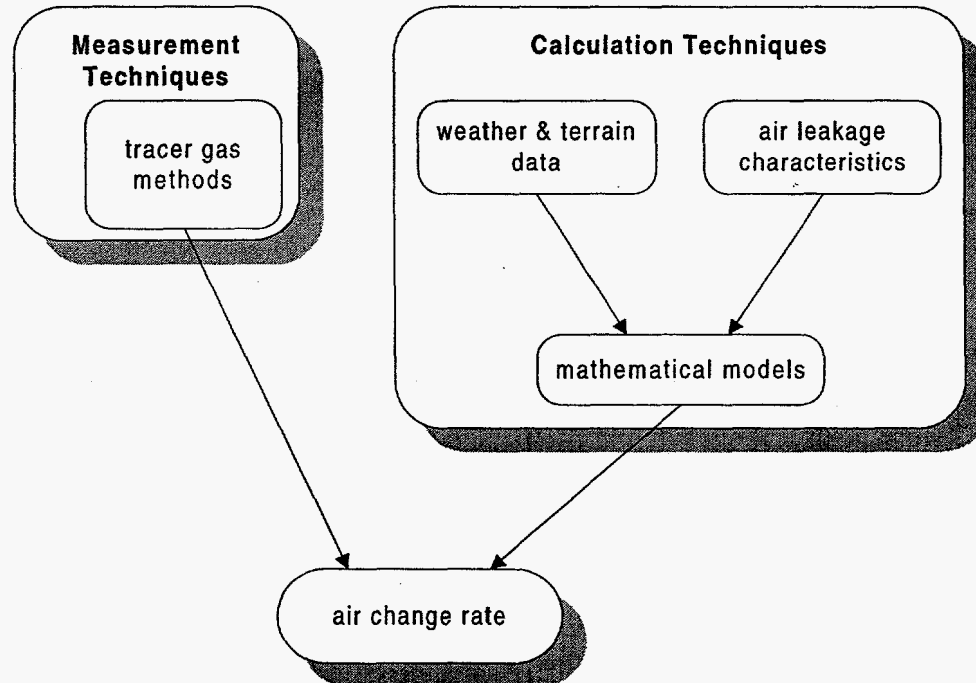 Measurement
Techniques
tracer gas
methods
Calculation Techniques
weather & terrain
data
air leakage
characteristics
mathematical models
air change rate